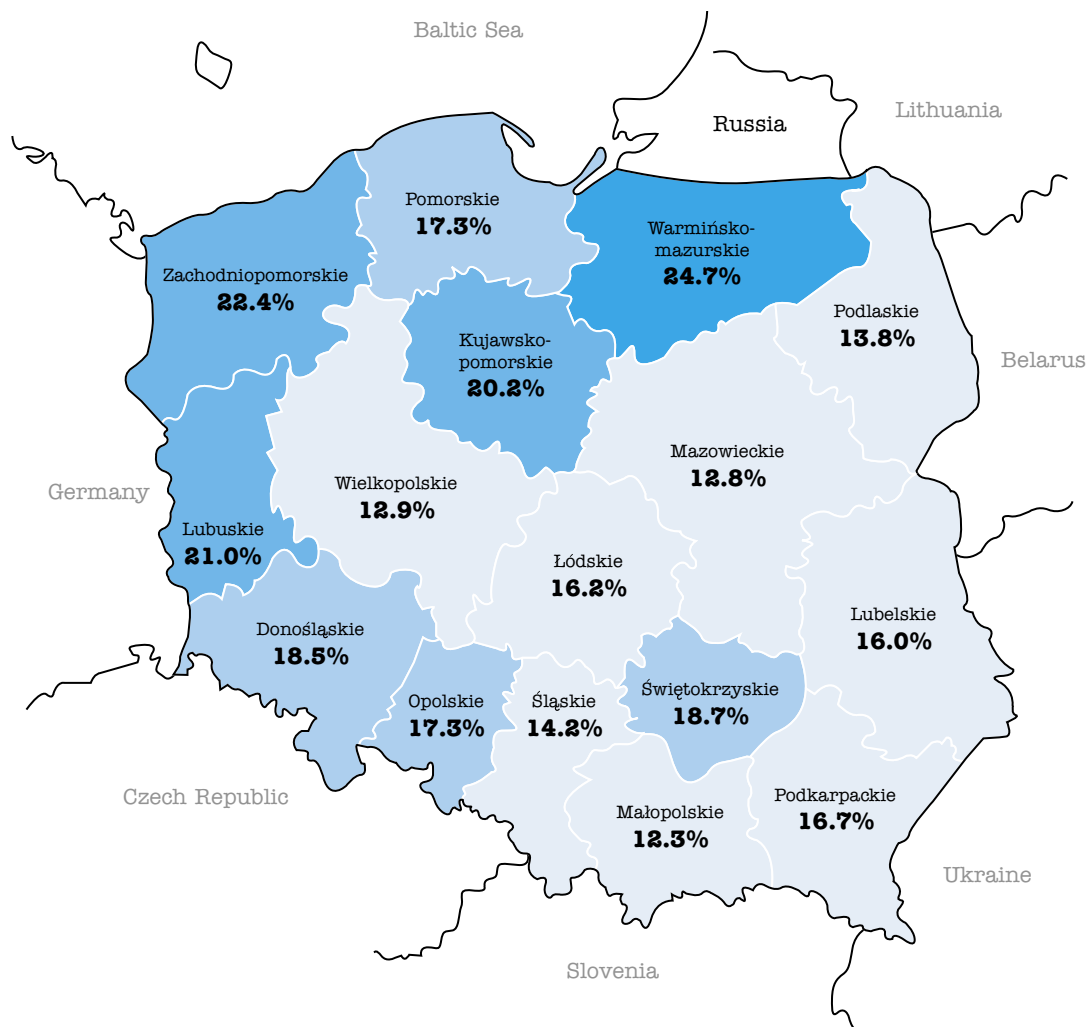 Baltic Sea
Lithuania
Russia
Pomorskie
17.3%
Warmińsko-
mazurskie
24.7%
Zachodniopomorskie
22.4%
Podlaskie
13.8%
Kujawsko-
pomorskie
20.2%
Belarus
Mazowieckie
12.8%
Germany
Wielkopolskie
12.9%
Lubuskie
21.0%
Łódskie
16.2%
Lubelskie
16.0%
Donośląskie
18.5%
Opolskie
17.3%
Śląskie
14.2%
Świętokrzyskie
18.7%
Czech Republic
Małopolskie
12.3%
Podkarpackie
16.7%
Ukraine
Slovenia